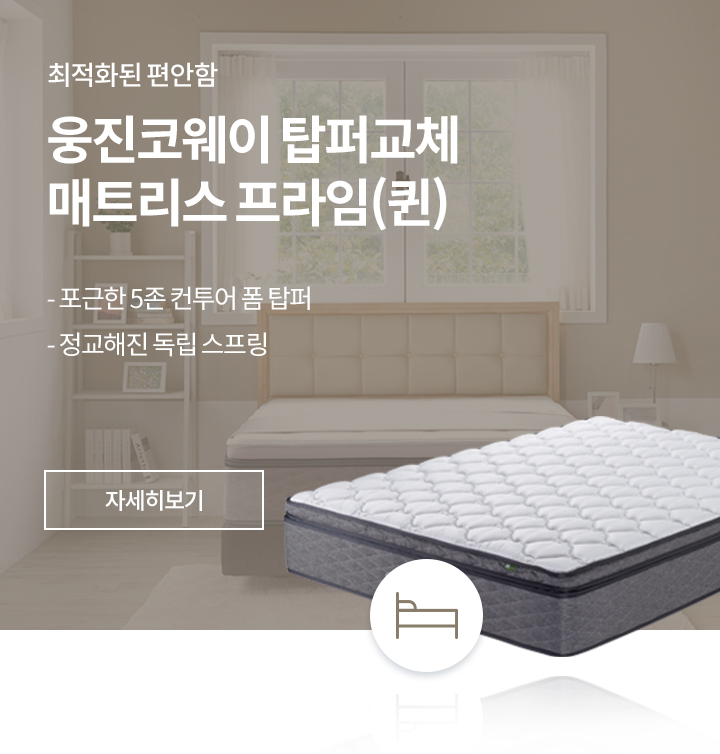 최적화된 편안함
웅진코웨이 탑퍼교체
매트리스 프라임(퀸)
- 포근한 5존 컨투어 폼 탑퍼
- 정교해진 독립 스프링
자세히보기